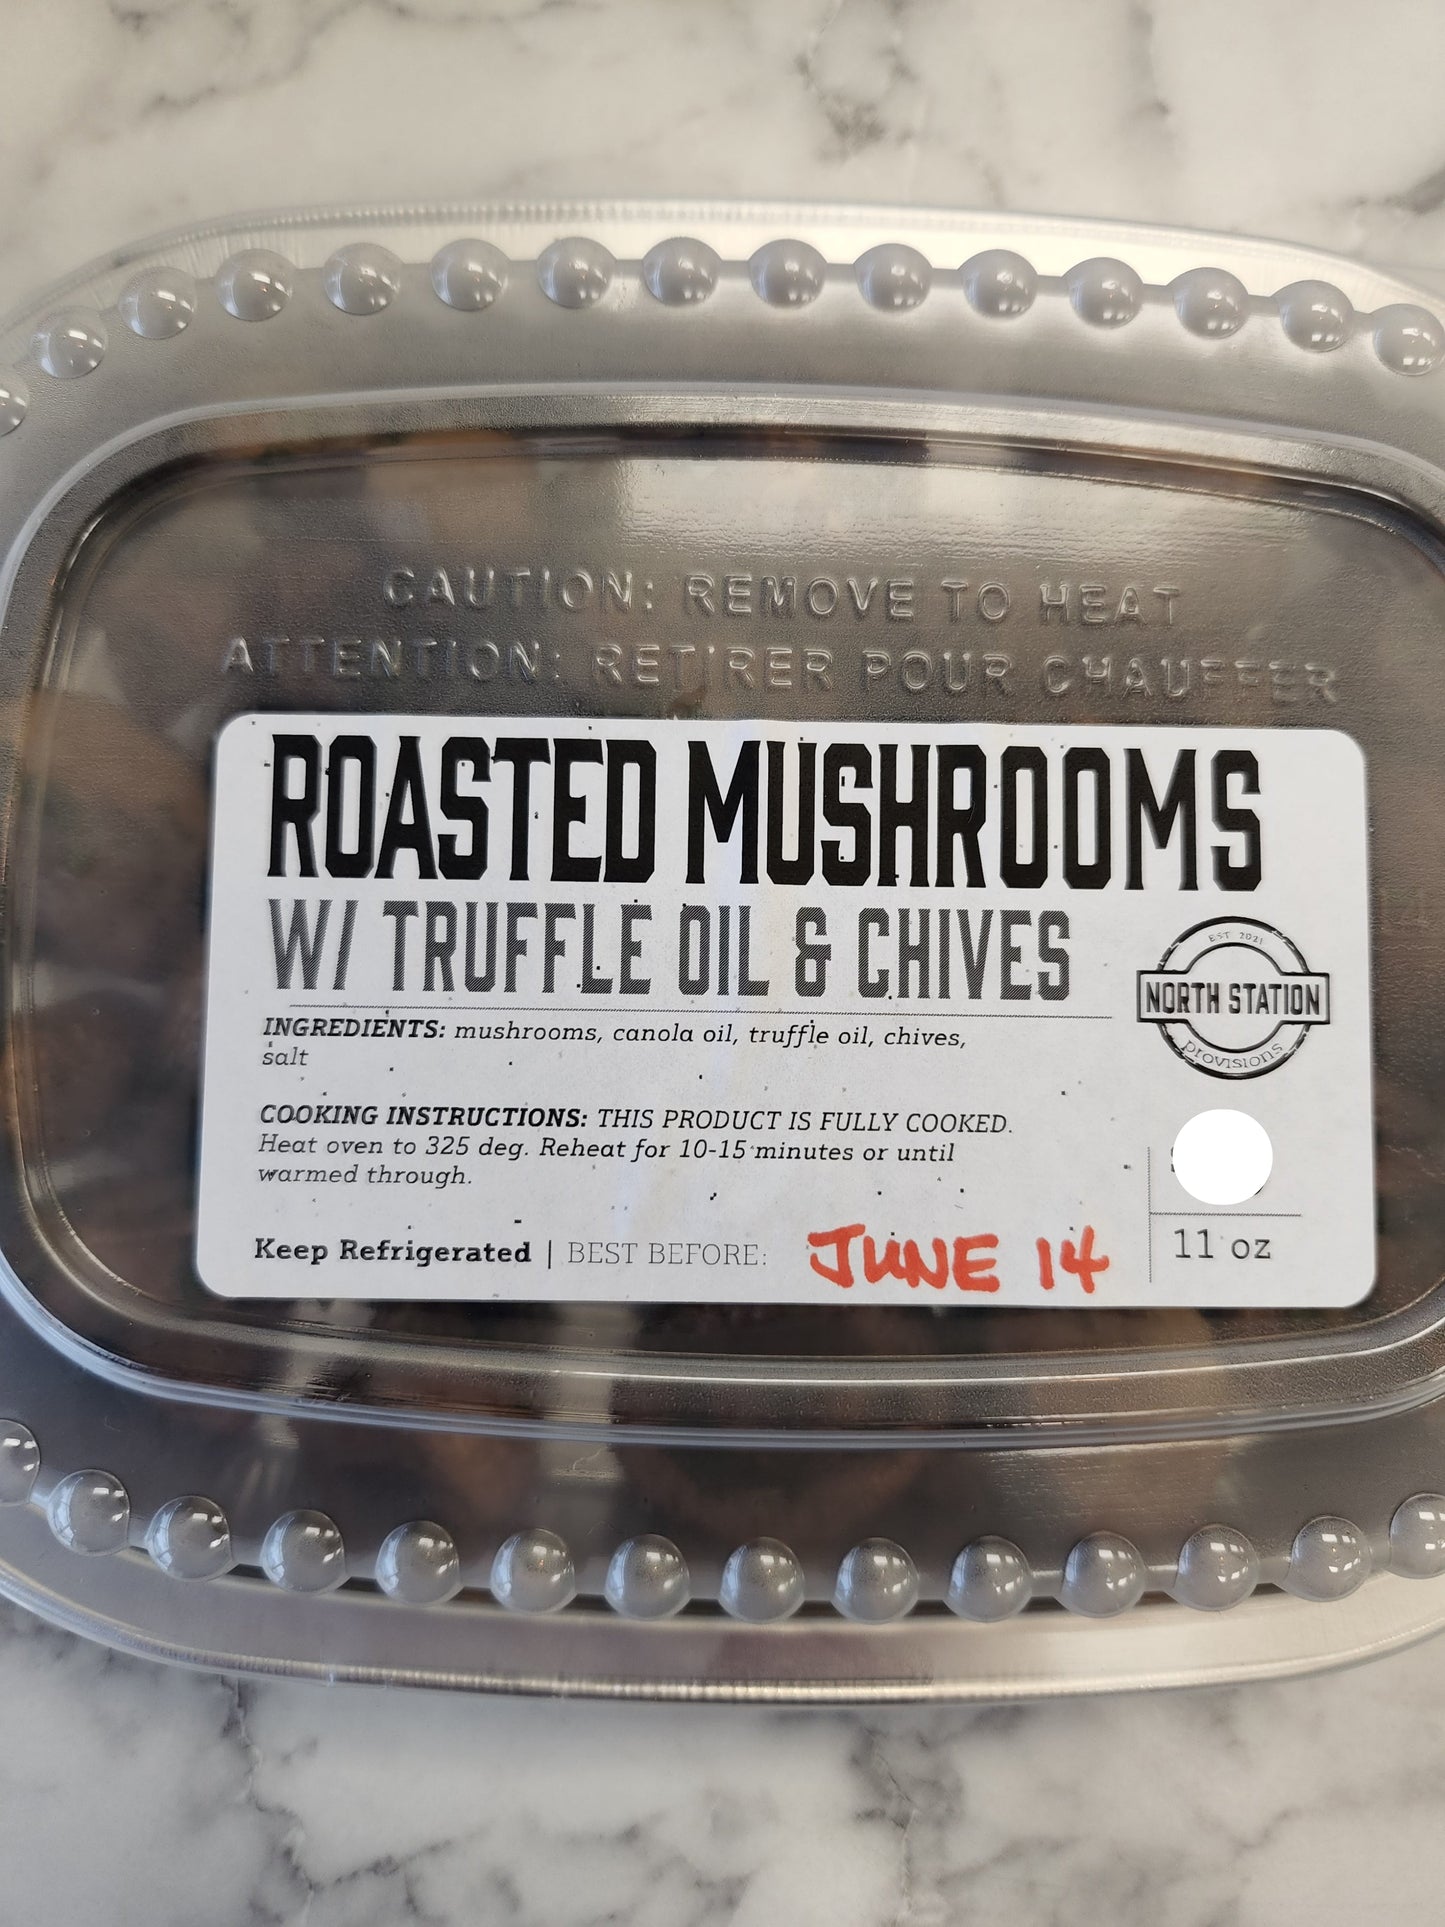 CAUTION: REMOVE TO HEAT
ATTENTION: RETIRER POUR CHAUFFER
ROASTED MUSHROOMS
W/ TRUFFLE OIL & CHIVES
EST 2021
NORTH STATION
provisions
INGREDIENTS: mushrooms, canola oil, truffle oil, chives,
salt
COOKING INSTRUCTIONS: THIS PRODUCT IS FULLY COOKED.
Heat oven to 325 deg. Reheat for 10-15 minutes or until
warmed through.
Keep Refrigerated | BEST BEFORE: JUNE 14
11 oz